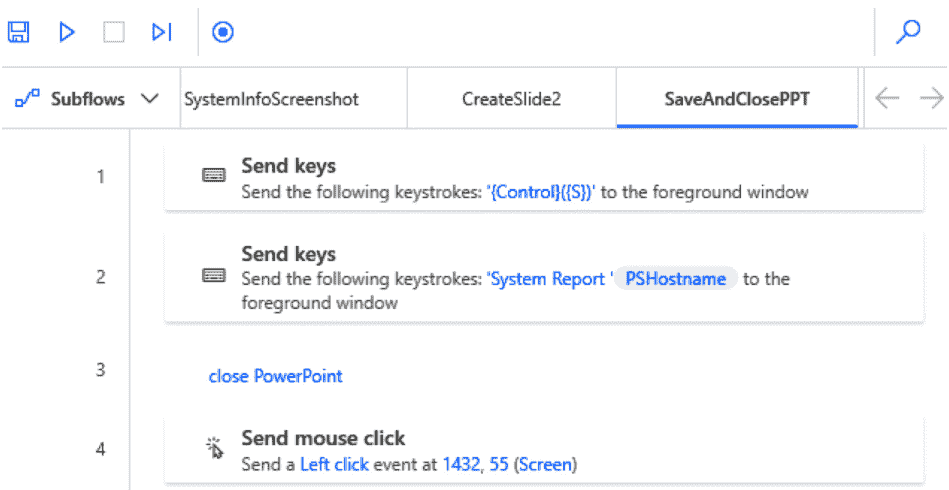 Subflows SystemInfoScreenshot CreateSlide2 SaveAndClosePPT
1 Send keys
Send the following keystrokes: '{Control}({S})' to the foreground window
2 Send keys
Send the following keystrokes: 'System Report ' PSHostname to the
foreground window
3 close PowerPoint
4 Send mouse click
Send a Left click event at 1432, 55 (Screen)